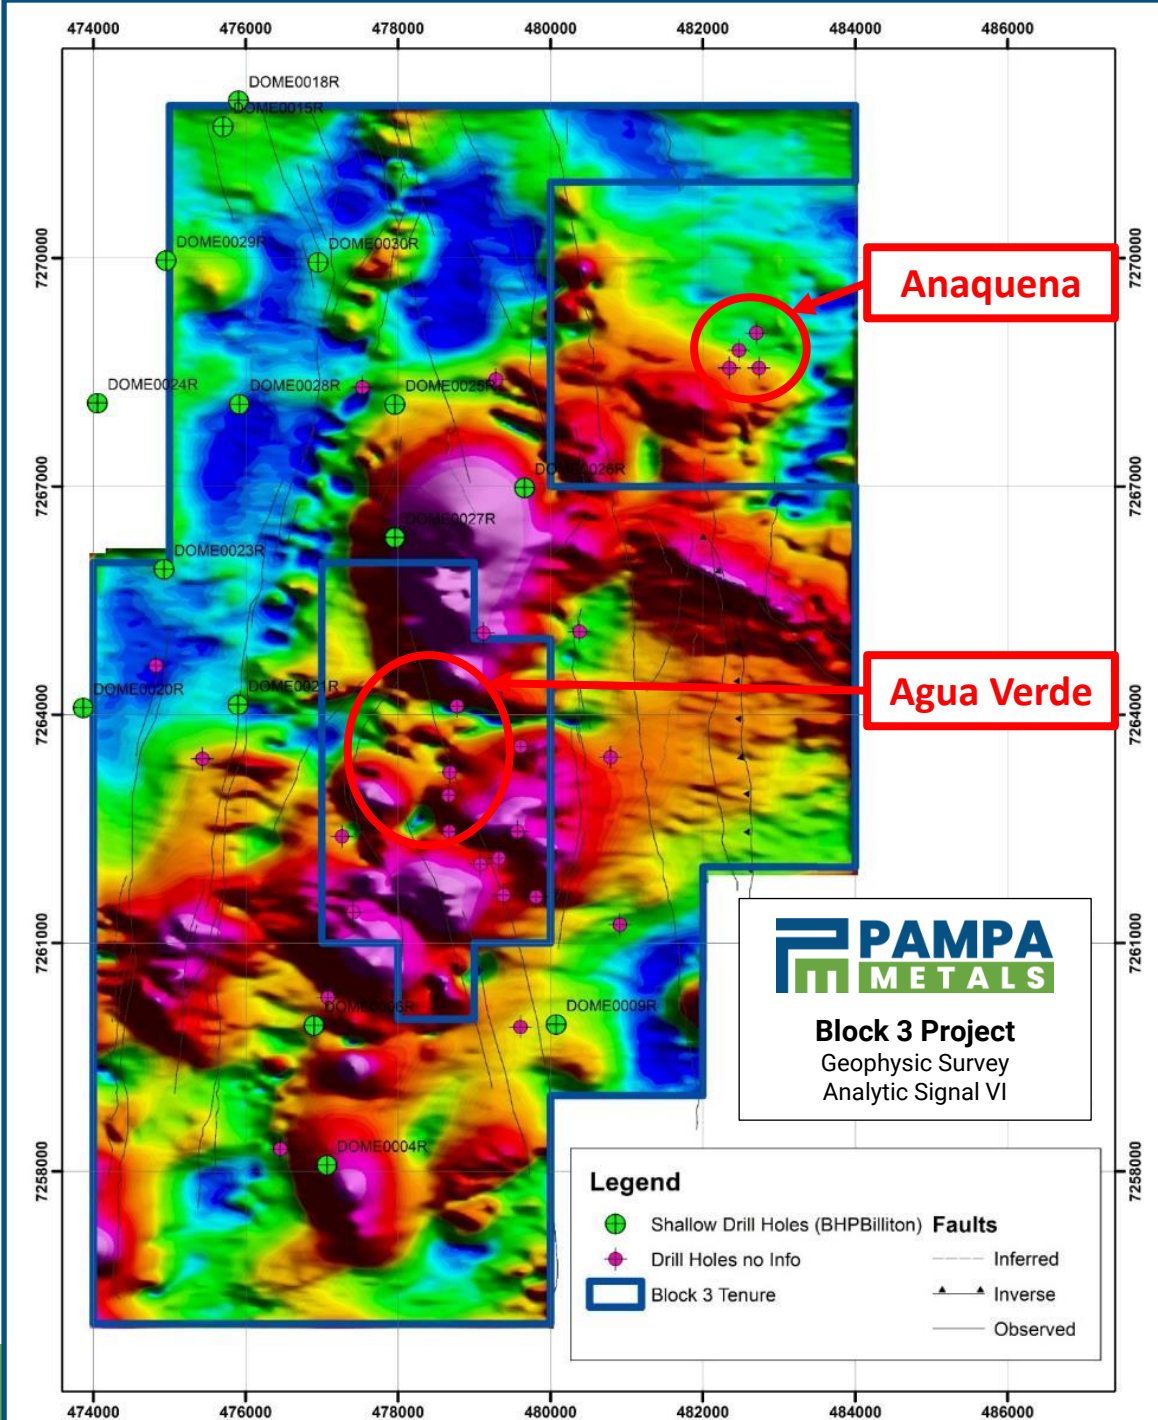 474000 476000 478000 480000 482000 484000 486000
DOME0018R
DOME0015R
DOME0029R
DOME0030R
7270000
7270000
Anaquena
DOME0024R
DOME0028R
DOME0025R
DOME0026R
7267000
7267000
DOME0027R
DOME0023R
DOME0020R
DOME0021R
Agua Verde
7264000
7264000
PAMPA
METALS
7261000
7261000
DOME0006R
DOME0009R
Block 3 Project
Geophysic Survey
Analytic Signal VI
DOME0004R
7258000
7258000
Legend
Shallow Drill Holes (BHPBilliton)
Drill Holes no Info
Block 3 Tenure
Faults
Inferred
Inverse
Observed
474000 476000 478000 480000 482000 484000 486000